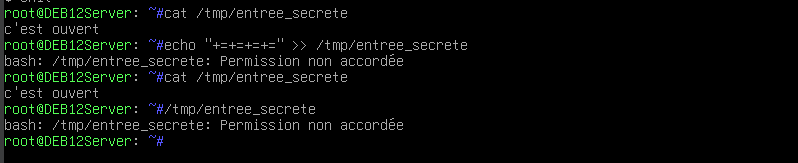 root@DEB12Server: ~#cat /tmp/entree_secrete
c'est ouvert
root@DEB12Server: ~#echo "+=+=+=+=" >> /tmp/entree_secrete
bash: /tmp/entree_secrete: Permission non accordée
root@DEB12Server: ~#cat /tmp/entree_secrete
c'est ouvert
root@DEB12Server: ~#/tmp/entree_secrete
bash: /tmp/entree_secrete: Permission non accordée
root@DEB12Server: ~#